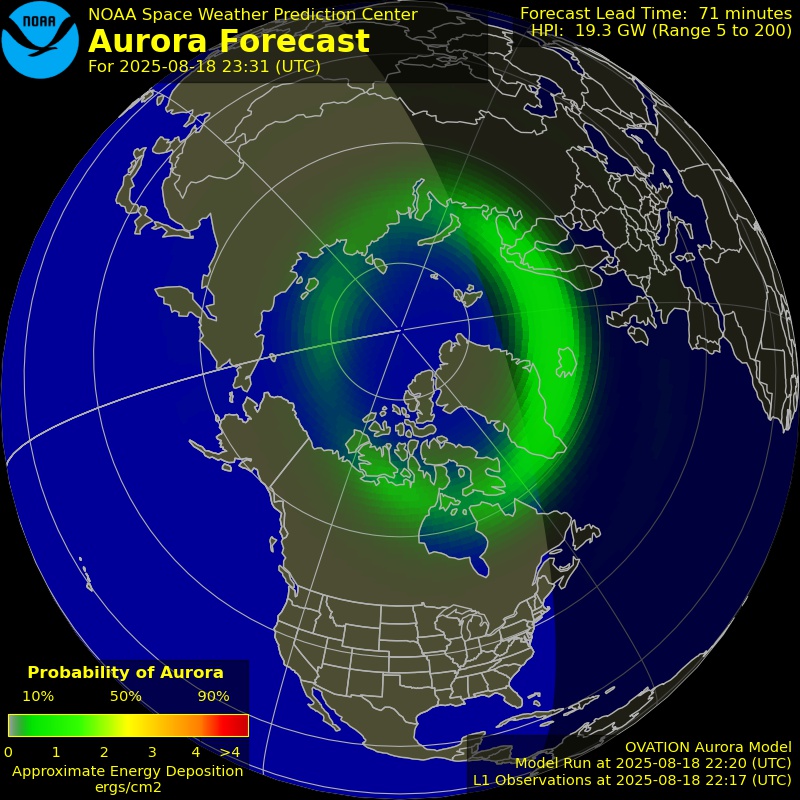 NOAA
NOAA Space Weather Prediction Center
Aurora Forecast
For 2025-08-18 23:31 (UTC)
Forecast Lead Time: 71 minutes
HPI: 19.3 GW (Range 5 to 200)
Probability of Aurora
10% 50% 90%
0 1 2 3 4 >4
Approximate Energy Deposition
ergs/cm2
OVATION Aurora Model
Model Run at 2025-08-18 22:20 (UTC)
L1 Observations at 2025-08-18 22:17 (UTC)